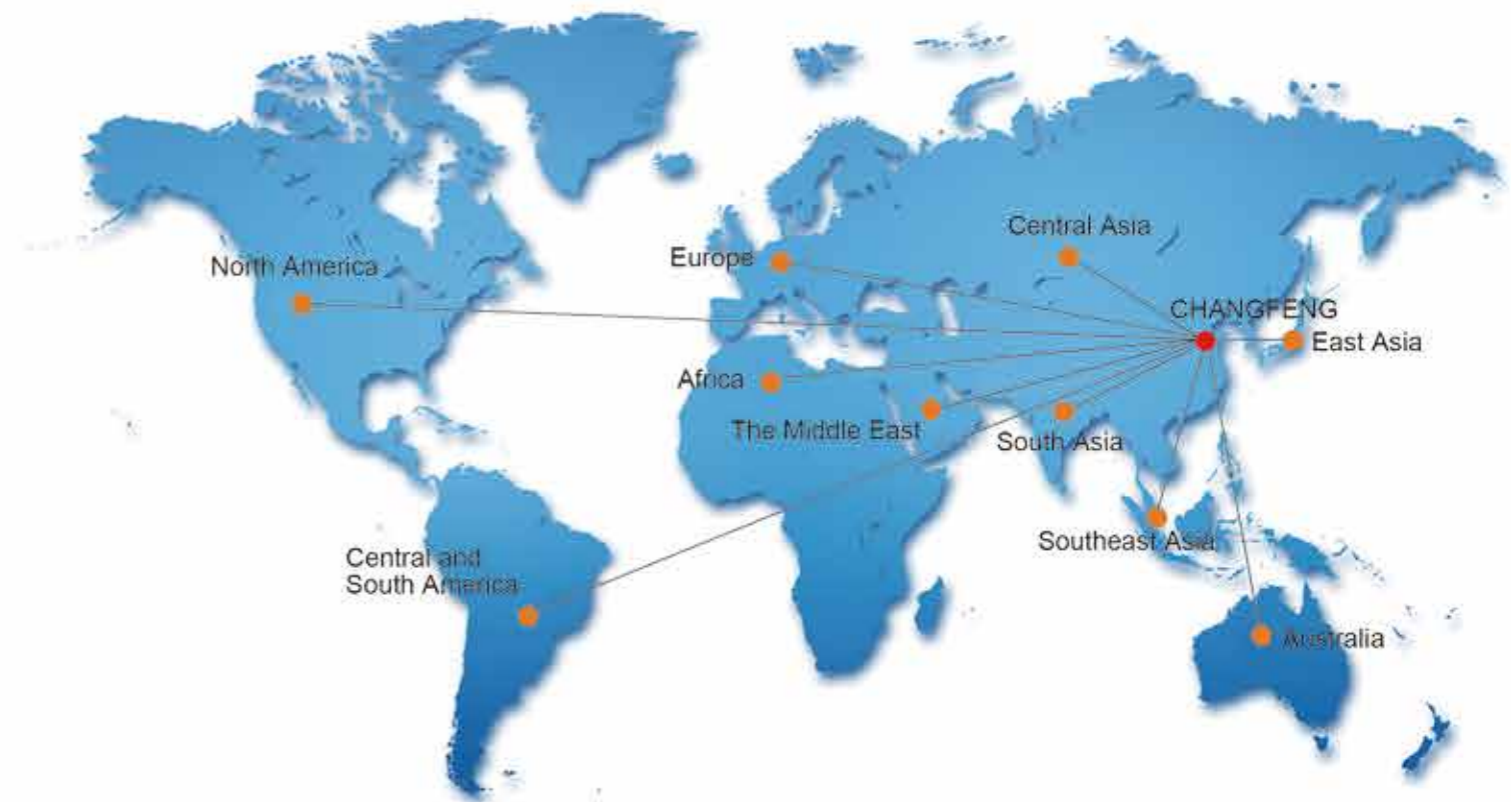 Central Asia
Europe
North America
CHANGFENG
East Asia
Africa
The Middle East
South Asia
Southeast Asia
Central and
South America
Australia